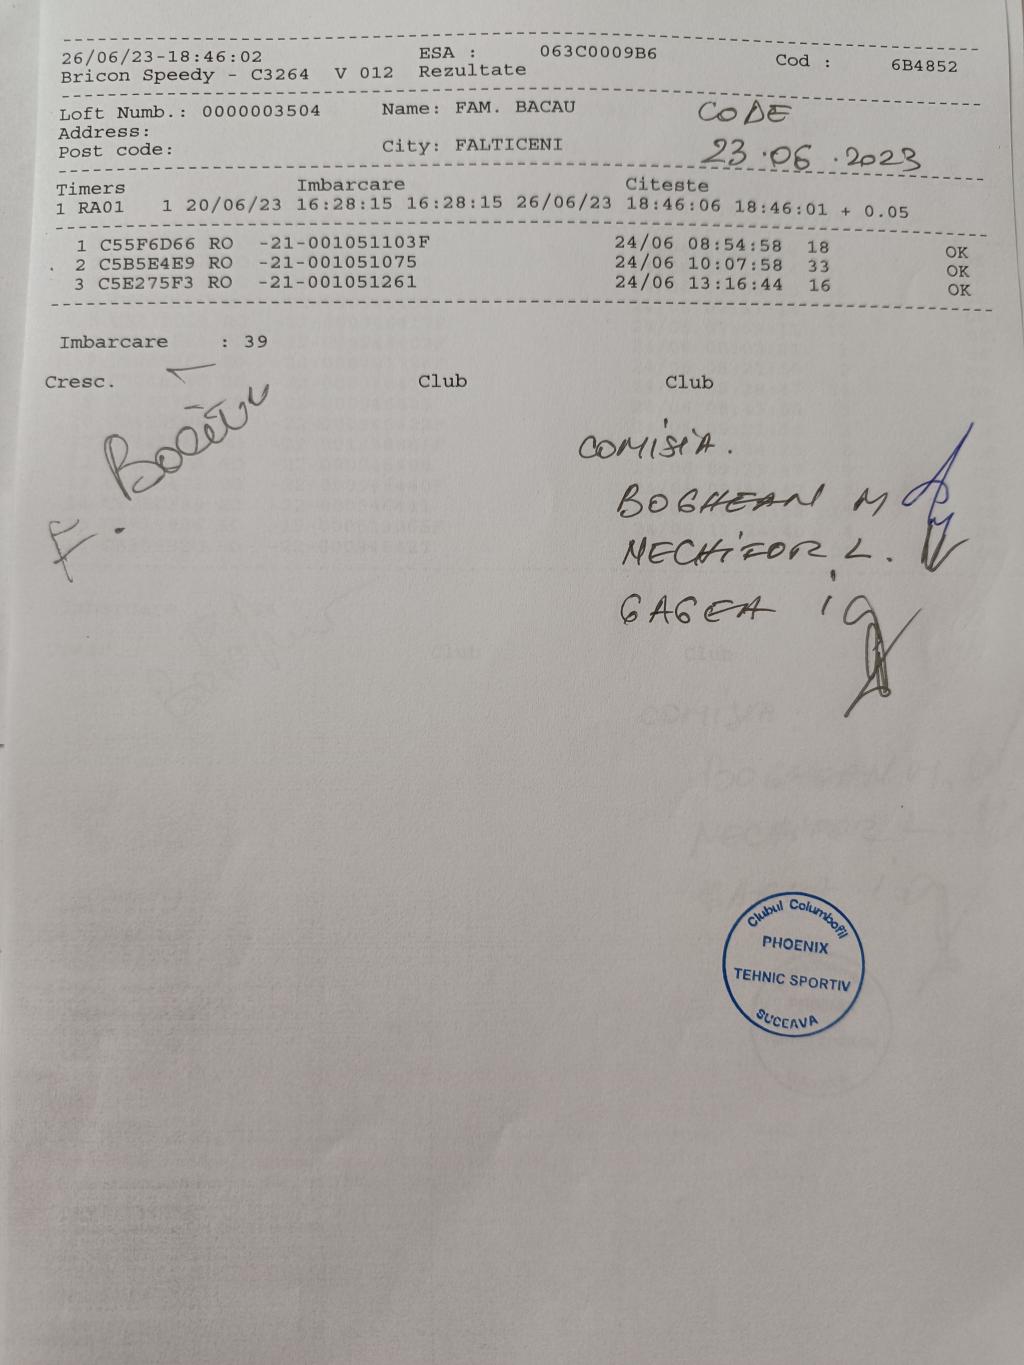 26/06/23-18:46:02 ESA : 063C0009B6 Cod : 6B4852
Bricon Speedy - C3264 V 012 Rezultate
Loft Numb.: 0000003504 Name: FAM. BACAU CODE
Address:
Post code: City: FALTICENI 23.06.2023
Timers Imbarcare Citeste
1 RA01 1 20/06/23 16:28:15 16:28:15 26/06/23 18:46:06 18:46:01 + 0.05
1 C55F6D66 RO -21-001051103F 24/06 08:54:58 18 OK
2 C5B5E4E9 RO -21-001051075 24/06 10:07:58 33 OK
3 C5E275F3 RO -21-001051261 24/06 13:16:44 16 OK
Imbarcare : 39
Cresc. Club Club
F.
COMISIA.
BOGHEAN M
NECHIFOR L.
GAGEA
Clubul Columbofil
PHOENIX
TEHNIC SPORTIV
SUCEAVA